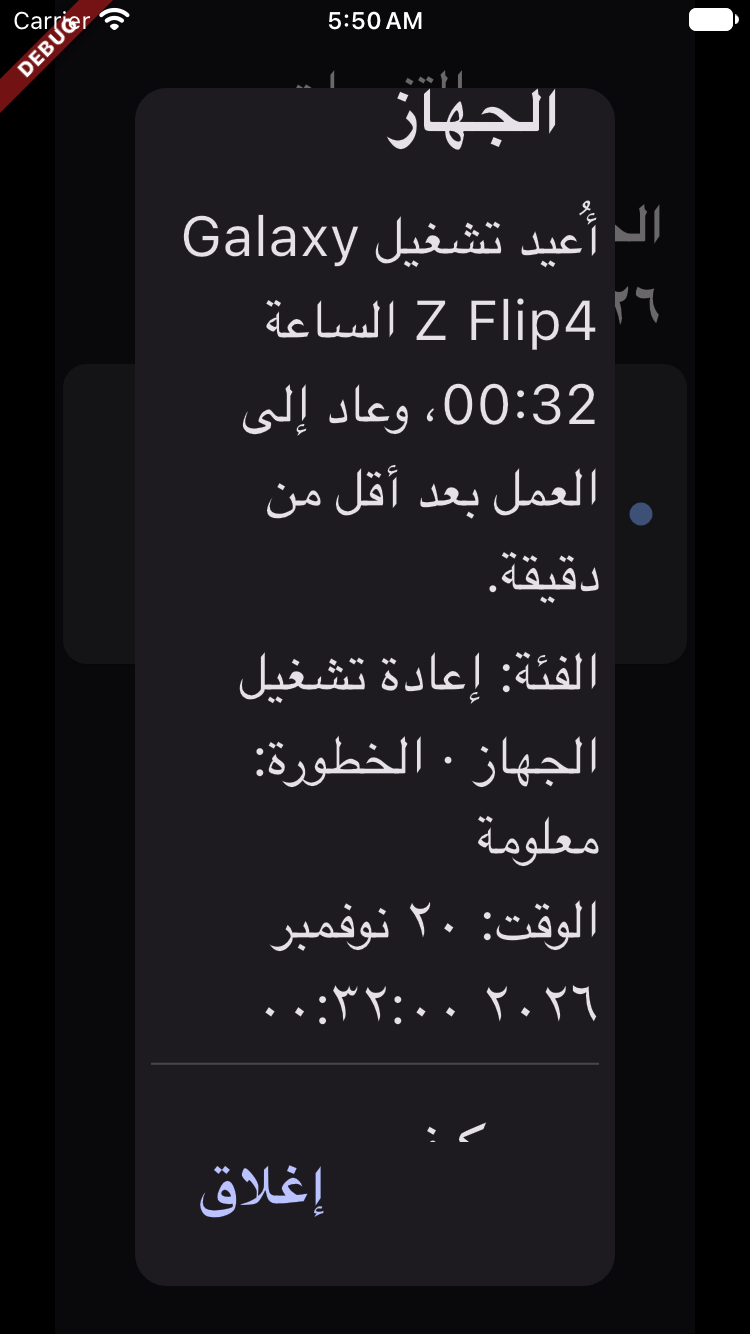 Carrier 5:50 AM
DEBUG
الجهاز
أُعيد تشغيل Galaxy
Z Flip4 الساعة
00:32، وعاد إلى
العمل بعد أقل من
دقيقة.
الفئة: إعادة تشغيل
الجهاز · الخطورة:
معلومة
الوقت: ٢٠ نوفمبر
٢٠٢٦ ٠٠:٣٢:٠٠
إغلاق